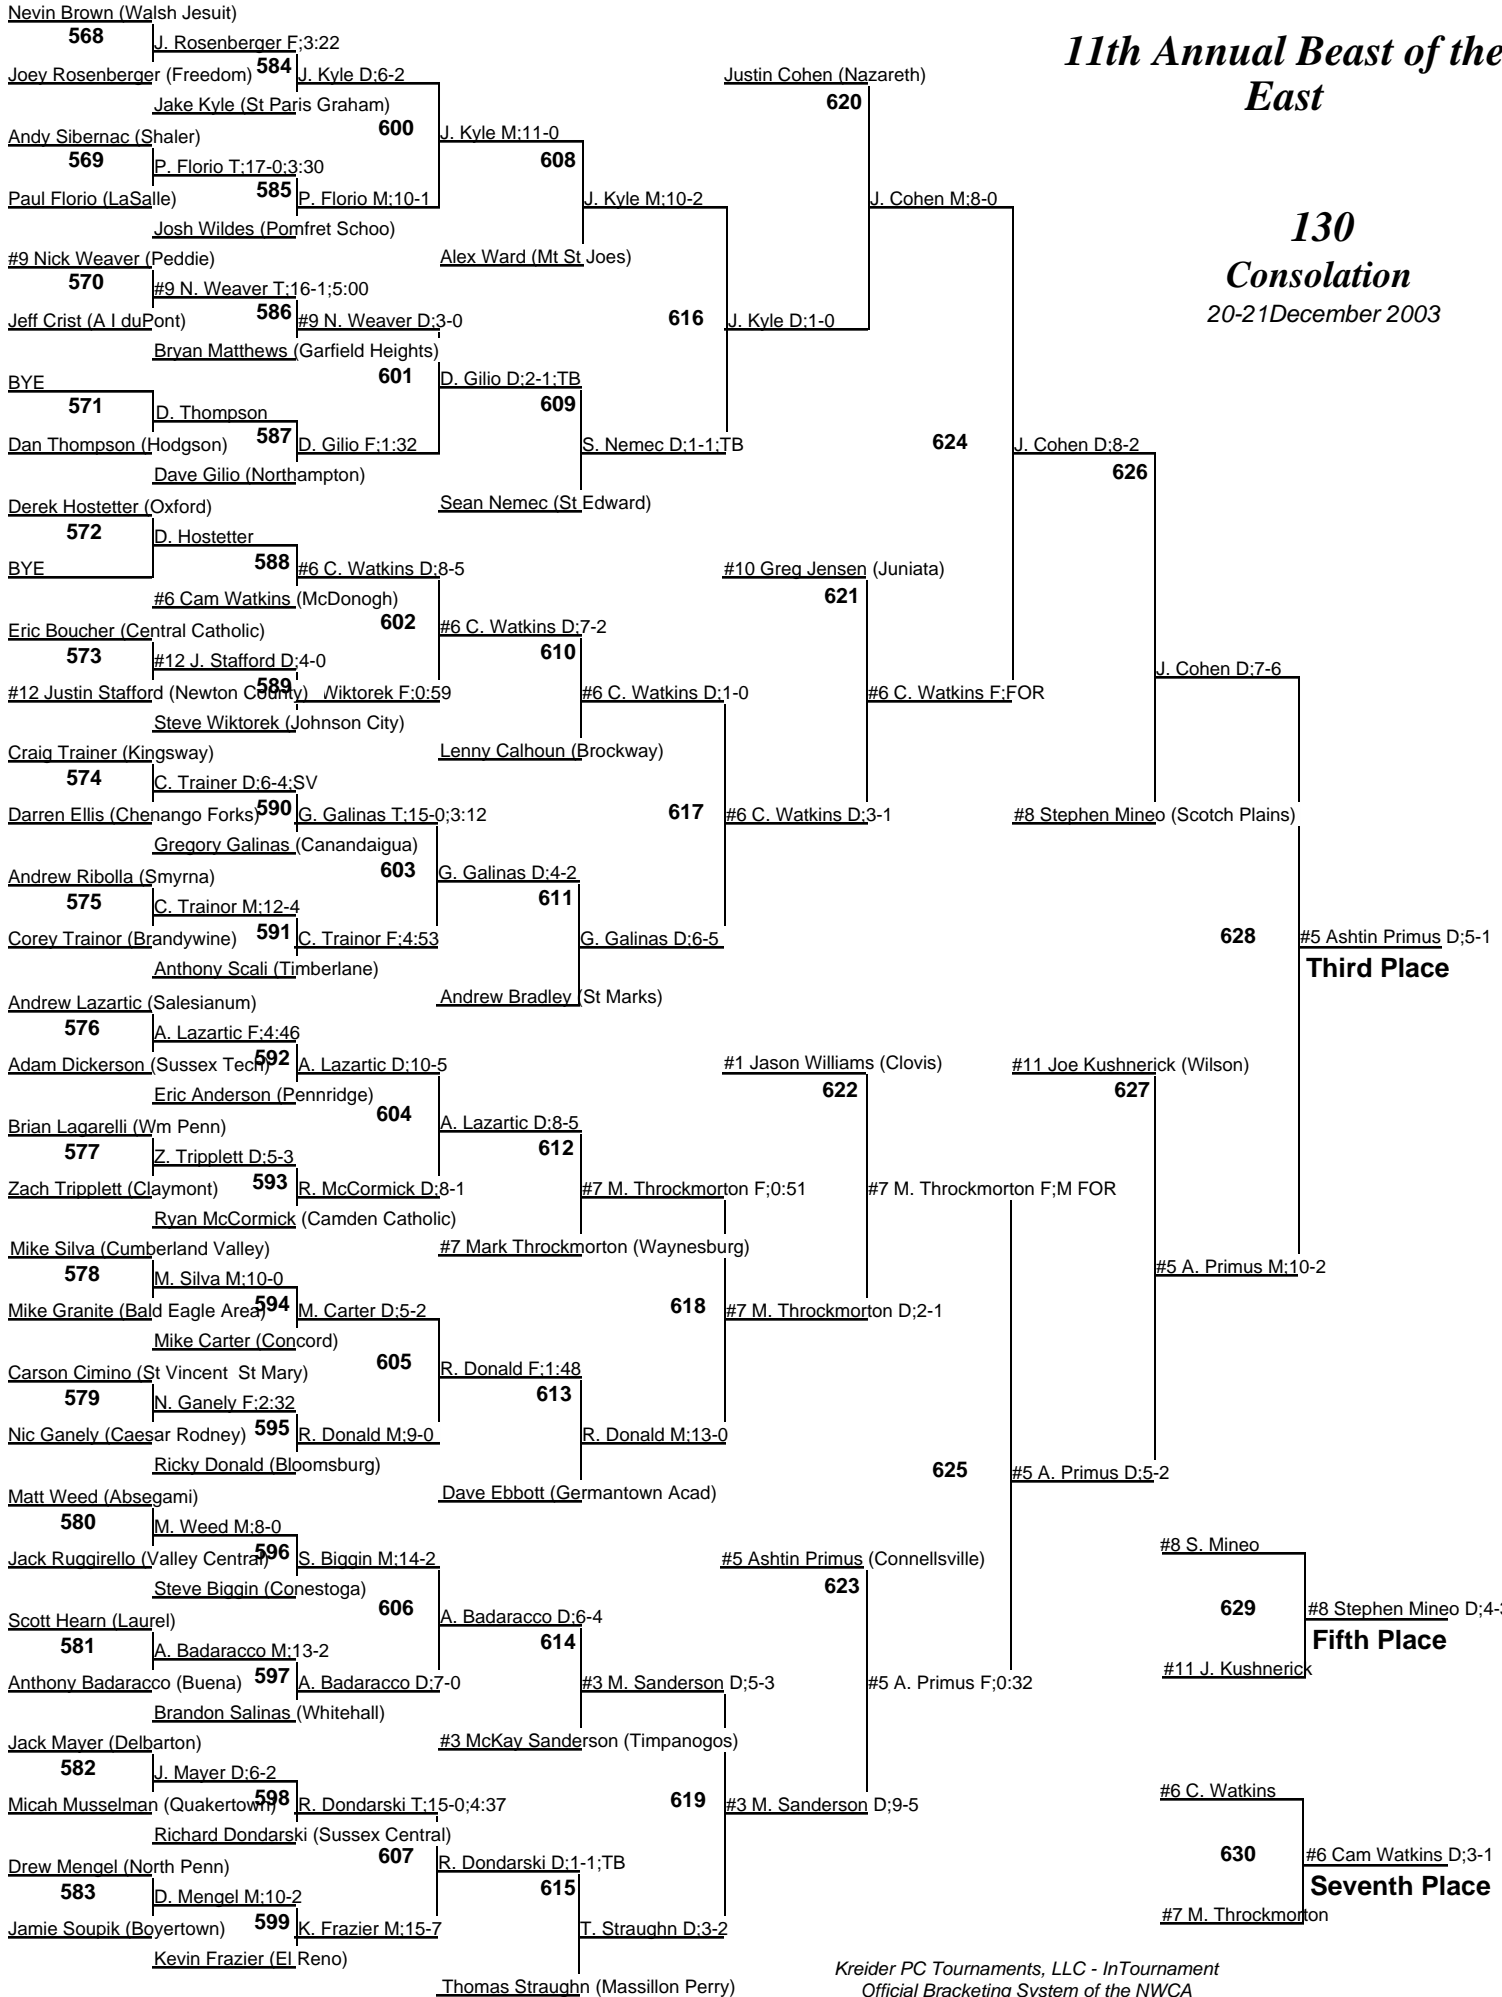 11th Annual Beast of the
East
130
Consolation
20-21December 2003
Nevin Brown (Walsh Jesuit)
568
J. Rosenberger F;3:22
Joey Rosenberger (Freedom)
584
J. Kyle D;6-2
Jake Kyle (St Paris Graham)
600
J. Kyle M;11-0
Andy Sibernac (Shaler)
569
P. Florio T;17-0;3:30
Paul Florio (LaSalle)
585
P. Florio M;10-1
Josh Wildes (Pomfret Schoo)
608
J. Kyle M;10-2
Alex Ward (Mt St Joes)
#9 Nick Weaver (Peddie)
570
#9 N. Weaver T;16-1;5:00
Jeff Crist (A I duPont)
586
#9 N. Weaver D;3-0
Bryan Matthews (Garfield Heights)
601
D. Gilio D;2-1;TB
BYE
571
D. Thompson
Dan Thompson (Hodgson)
587
D. Gilio F;1:32
Dave Gilio (Northampton)
609
S. Nemec D;1-1;TB
Sean Nemec (St Edward)
616
J. Kyle D;1-0
Justin Cohen (Nazareth)
620
J. Cohen M;8-0
Derek Hostetter (Oxford)
572
D. Hostetter
BYE
588
#6 C. Watkins D;8-5
#6 Cam Watkins (McDonogh)
602
#6 C. Watkins D;7-2
Eric Boucher (Central Catholic)
573
#12 J. Stafford D;4-0
#12 Justin Stafford (Newton County)
589
Wiktorek F;0:59
Steve Wiktorek (Johnson City)
610
#6 C. Watkins D;1-0
Lenny Calhoun (Brockway)
Craig Trainer (Kingsway)
574
C. Trainer D;6-4;SV
Darren Ellis (Chenango Forks)
590
G. Galinas T;15-0;3:12
Gregory Galinas (Canandaigua)
603
G. Galinas D;4-2
Andrew Ribolla (Smyrna)
575
C. Trainor M;12-4
Corey Trainor (Brandywine)
591
C. Trainor F;4:53
Anthony Scali (Timberlane)
611
G. Galinas D;6-5
Andrew Bradley (St Marks)
617
#6 C. Watkins D;3-1
#10 Greg Jensen (Juniata)
621
#6 C. Watkins F;FOR
624
J. Cohen D;8-2
626
J. Cohen D;7-6
#8 Stephen Mineo (Scotch Plains)
Andrew Lazartic (Salesianum)
576
A. Lazartic F;4:46
Adam Dickerson (Sussex Tech)
592
A. Lazartic D;10-5
Eric Anderson (Pennridge)
604
A. Lazartic D;8-5
Brian Lagarelli (Wm Penn)
577
Z. Tripplett D;5-3
Zach Tripplett (Claymont)
593
R. McCormick D;8-1
Ryan McCormick (Camden Catholic)
612
#7 M. Throckmorton F;0:51
#7 Mark Throckmorton (Waynesburg)
Mike Silva (Cumberland Valley)
578
M. Silva M;10-0
Mike Granite (Bald Eagle Area)
594
M. Carter D;5-2
Mike Carter (Concord)
605
R. Donald F;1:48
Carson Cimino (St Vincent  St Mary)
579
N. Ganely F;2:32
Nic Ganely (Caesar Rodney)
595
R. Donald M;9-0
Ricky Donald (Bloomsburg)
613
R. Donald M;13-0
Dave Ebbott (Germantown Acad)
618
#7 M. Throckmorton D;2-1
#1 Jason Williams (Clovis)
622
#7 M. Throckmorton F;M FOR
Matt Weed (Absegami)
580
M. Weed M;8-0
Jack Ruggirello (Valley Central)
596
S. Biggin M;14-2
Steve Biggin (Conestoga)
606
A. Badaracco D;6-4
Scott Hearn (Laurel)
581
A. Badaracco M;13-2
Anthony Badaracco (Buena)
597
A. Badaracco D;7-0
Brandon Salinas (Whitehall)
614
#3 M. Sanderson D;5-3
#3 McKay Sanderson (Timpanogos)
Jack Mayer (Delbarton)
582
J. Mayer D;6-2
Micah Musselman (Quakertown)
598
R. Dondarski T;15-0;4:37
Richard Dondarski (Sussex Central)
607
R. Dondarski D;1-1;TB
Drew Mengel (North Penn)
583
D. Mengel M;10-2
Jamie Soupik (Boyertown)
599
K. Frazier M;15-7
Kevin Frazier (El Reno)
615
T. Straughn D;3-2
Thomas Straughn (Massillon Perry)
619
#3 M. Sanderson D;9-5
#5 Ashtin Primus (Connellsville)
623
#5 A. Primus F;0:32
625
#5 A. Primus D;5-2
#11 Joe Kushnerick (Wilson)
627
#5 A. Primus M;10-2
628
#5 Ashtin Primus D;5-1
Third Place
#8 S. Mineo
629
#8 Stephen Mineo D;4-
Fifth Place
#11 J. Kushnerick
#6 C. Watkins
630
#6 Cam Watkins D;3-1
Seventh Place
#7 M. Throckmorton
Kreider PC Tournaments, LLC - InTournament
Official Bracketing System of the NWCA